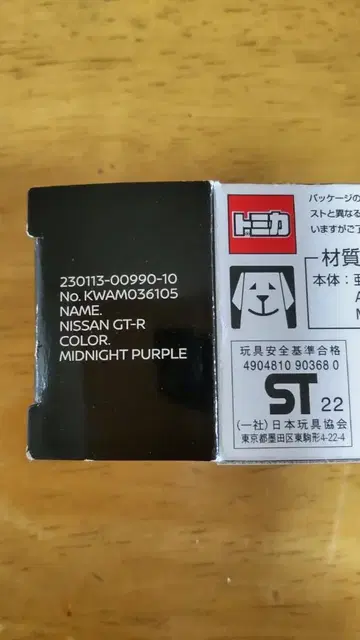 230113-00990-10
No. KWAM036105
NAME.
NISSAN GT-R
COLOR.
MIDNIGHT PURPLE
パッケージの
ストと異なる
いますがご了
トミカ
材質
本体:亜
A
M
玩具安全基準合格
4904810 90368 0
ST 22
(一社)日本玩具協会
東京都墨田区東駒形4-22-4